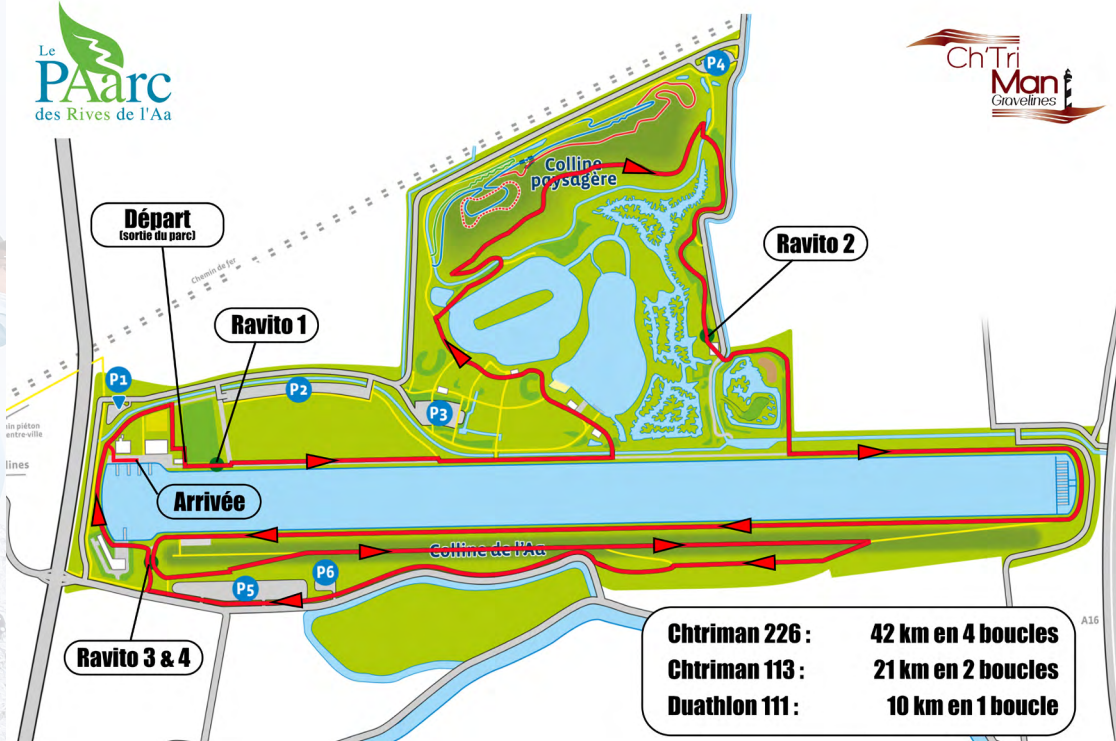 Le
PAarc
des Rives de l'Aa
Ch'Tri
Man
Gravelines
P4
Colline
paysagère
Départ
(sortie du parc)
Ravito 2
Chemin de fer
Ravito 1
P1
P2
P3
entre-ville
lines
Arrivée
Colline de l'Aa
P6
P5
Ravito 3 & 4
A16
Chtriman 226 : 42 km en 4 boucles
Chtriman 113 : 21 km en 2 boucles
Duathlon 111 : 10 km en 1 boucle